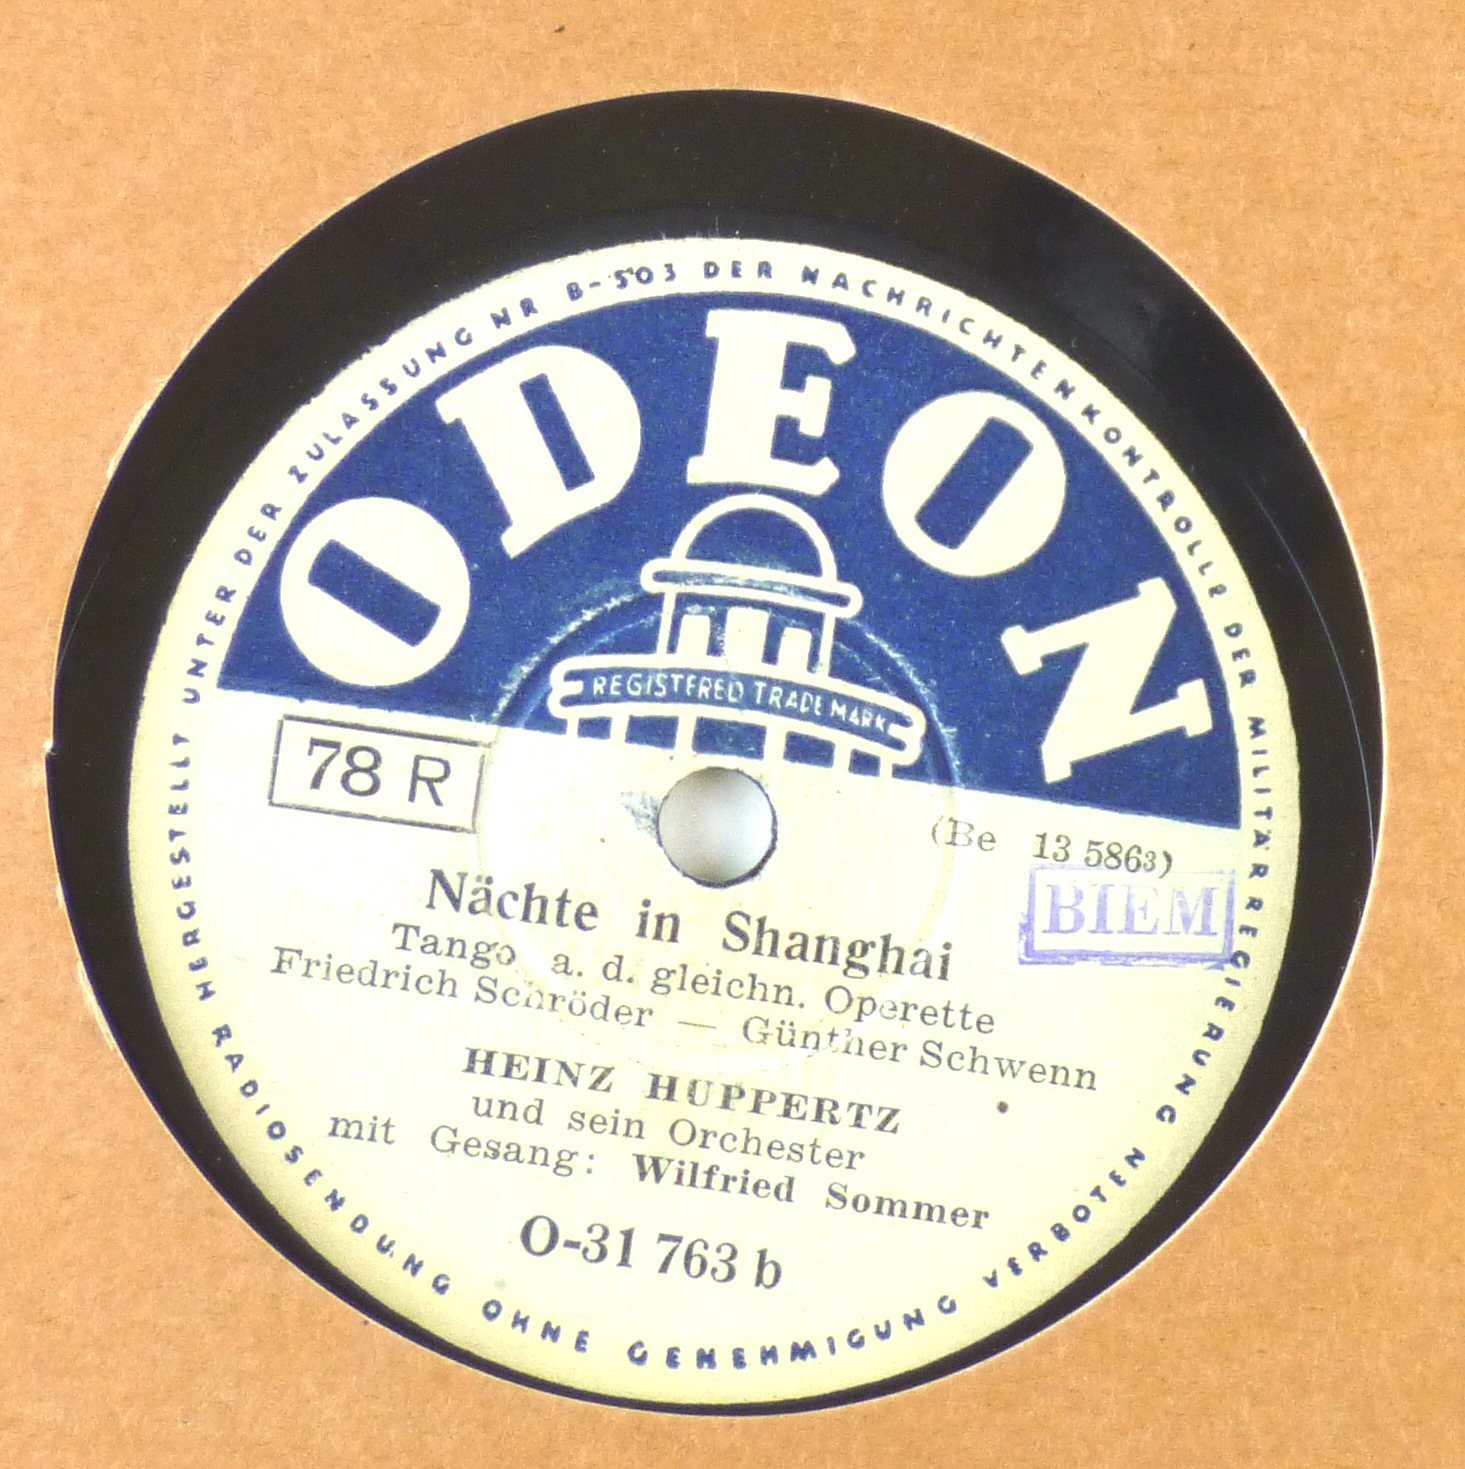 HERGESTELLT UNTER DER ZULASSUNG NR B-503 DER NACHRICHTENKONTROLLE DER MILITÄRREGIERUNG
RADIOSENDUNG OHNE GENEHMIGUNG VERBOTEN
ODEON
REGISTERED TRADE MARK
78 R
(Be 13 5863)
BIEM
Nächte in Shanghai
Tango a. d. gleichn. Operette
Friedrich Schröder — Günther Schwenn
HEINZ HUPPERTZ
und sein Orchester
mit Gesang: Wilfried Sommer
O-31 763 b